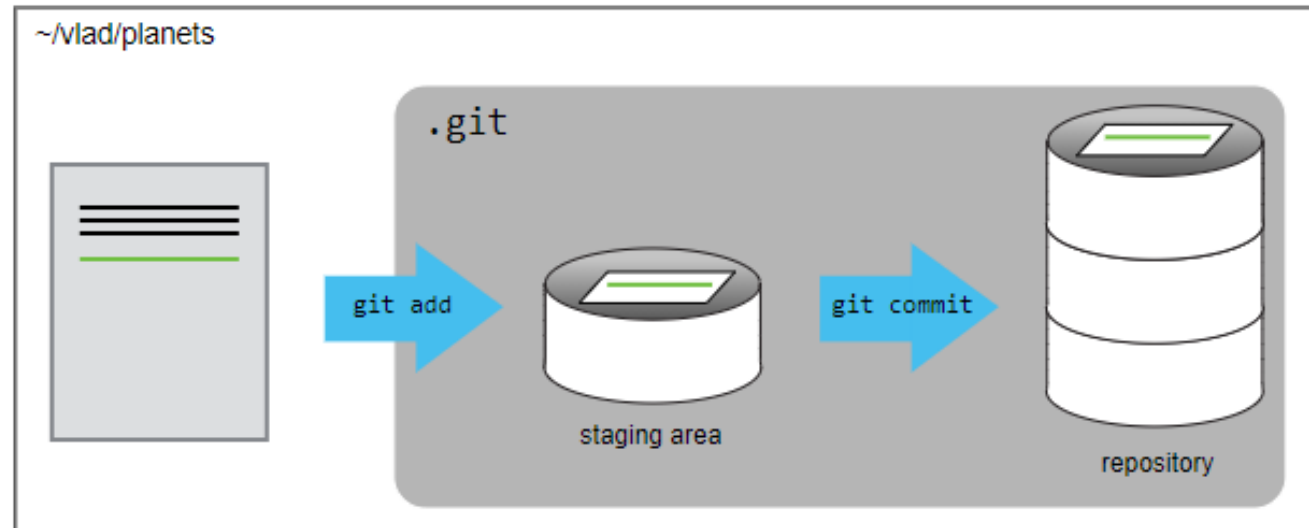 ~/vlad/planets
.git
git add
git commit
staging area
repository